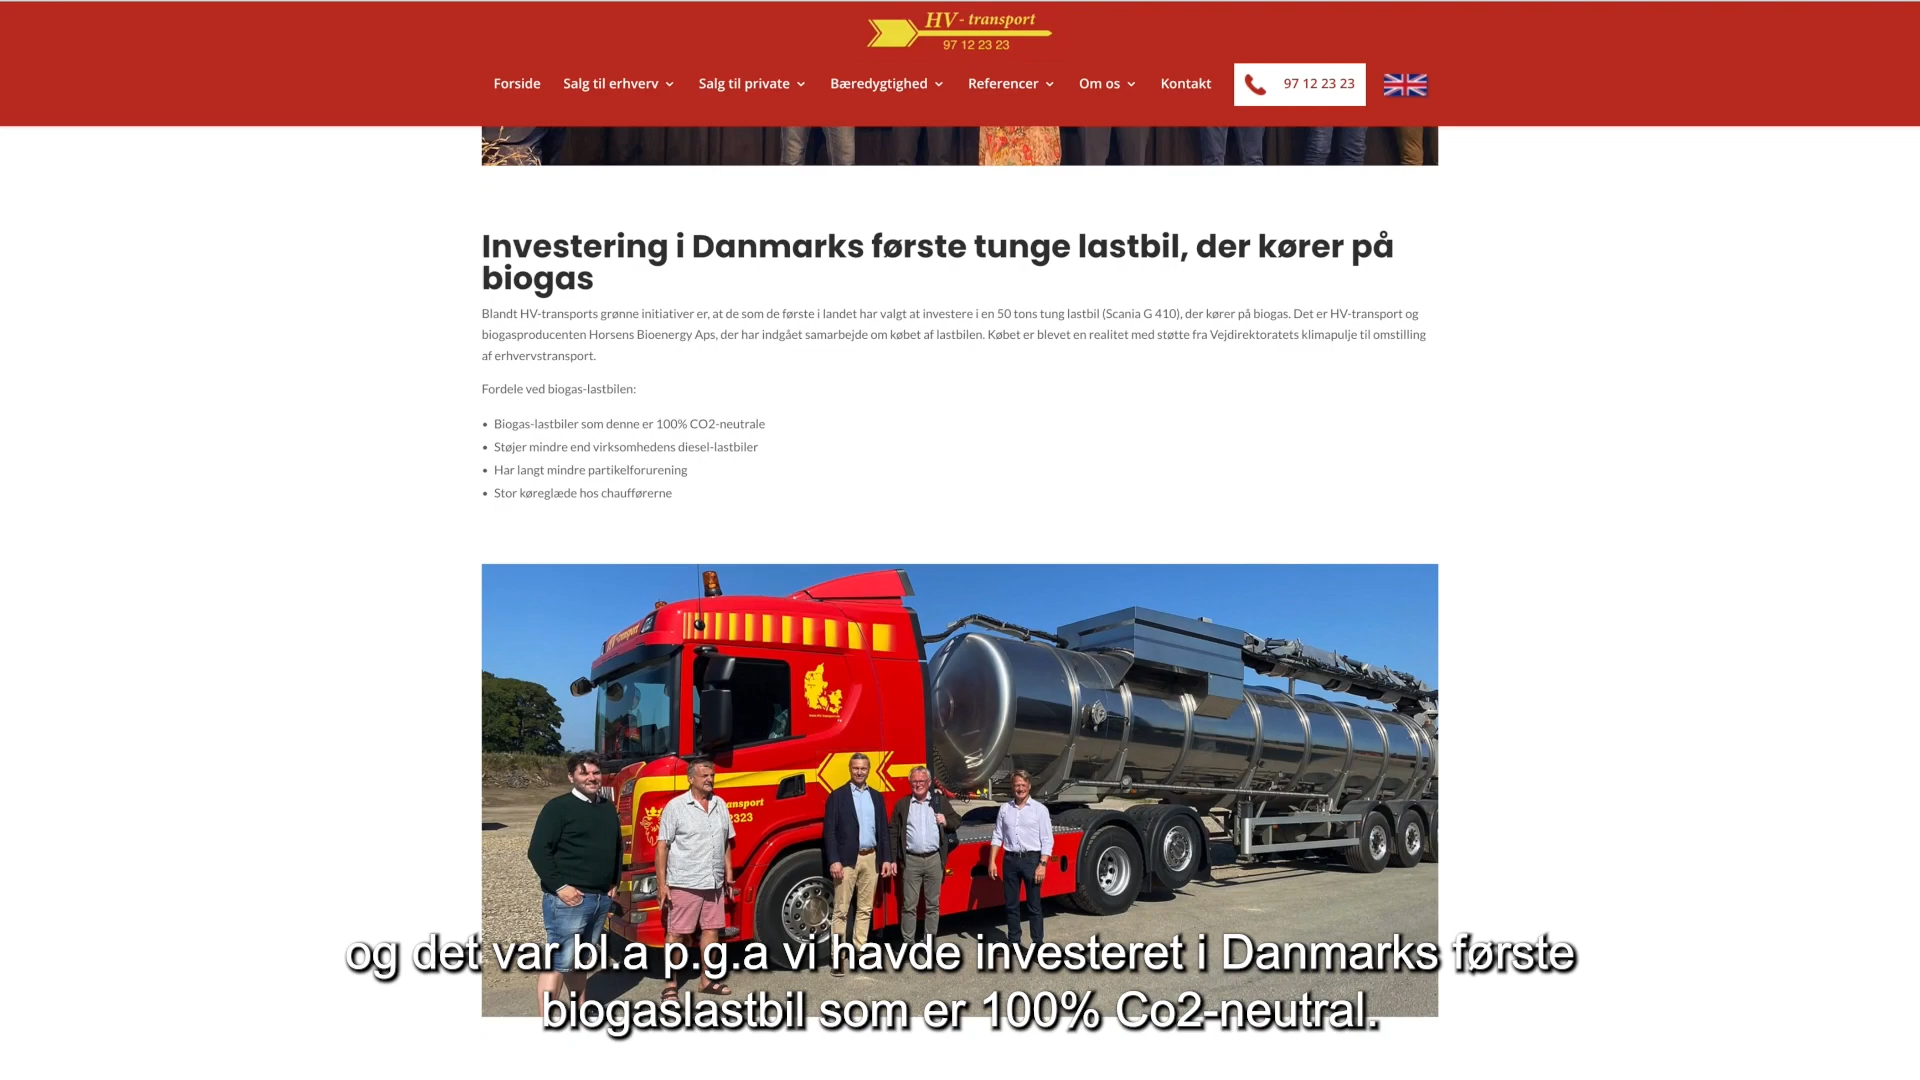 HV - transport
97 12 23 23
Forside Salg til erhverv Salg til private Bæredygtighed Referencer Om os Kontakt 97 12 23 23
Investering i Danmarks første tunge lastbil, der kører på
biogas
Blandt HV-transports grønne initiativer er, at de som de første i landet har valgt at investere i en 50 tons tung lastbil (Scania G 410), der kører på biogas. Det er HV-transport og
biogasproducenten Horsens Bioenergy Aps, der har indgået samarbejde om købet af lastbilen. Købet er blevet en realitet med støtte fra Vejdirektoratets klimapulje til omstilling
af erhvervstransport.
Fordele ved biogas-lastbilen:
• Biogas-lastbiler som denne er 100% CO2-neutrale
• Støjer mindre end virksomhedens diesel-lastbiler
• Har langt mindre partikelforurening
• Stor køreglæde hos chaufførerne
HV-transport
ansport
2323
og det var bl.a p.g.a vi havde investeret i Danmarks første
biogaslastbil som er 100% Co2-neutral.